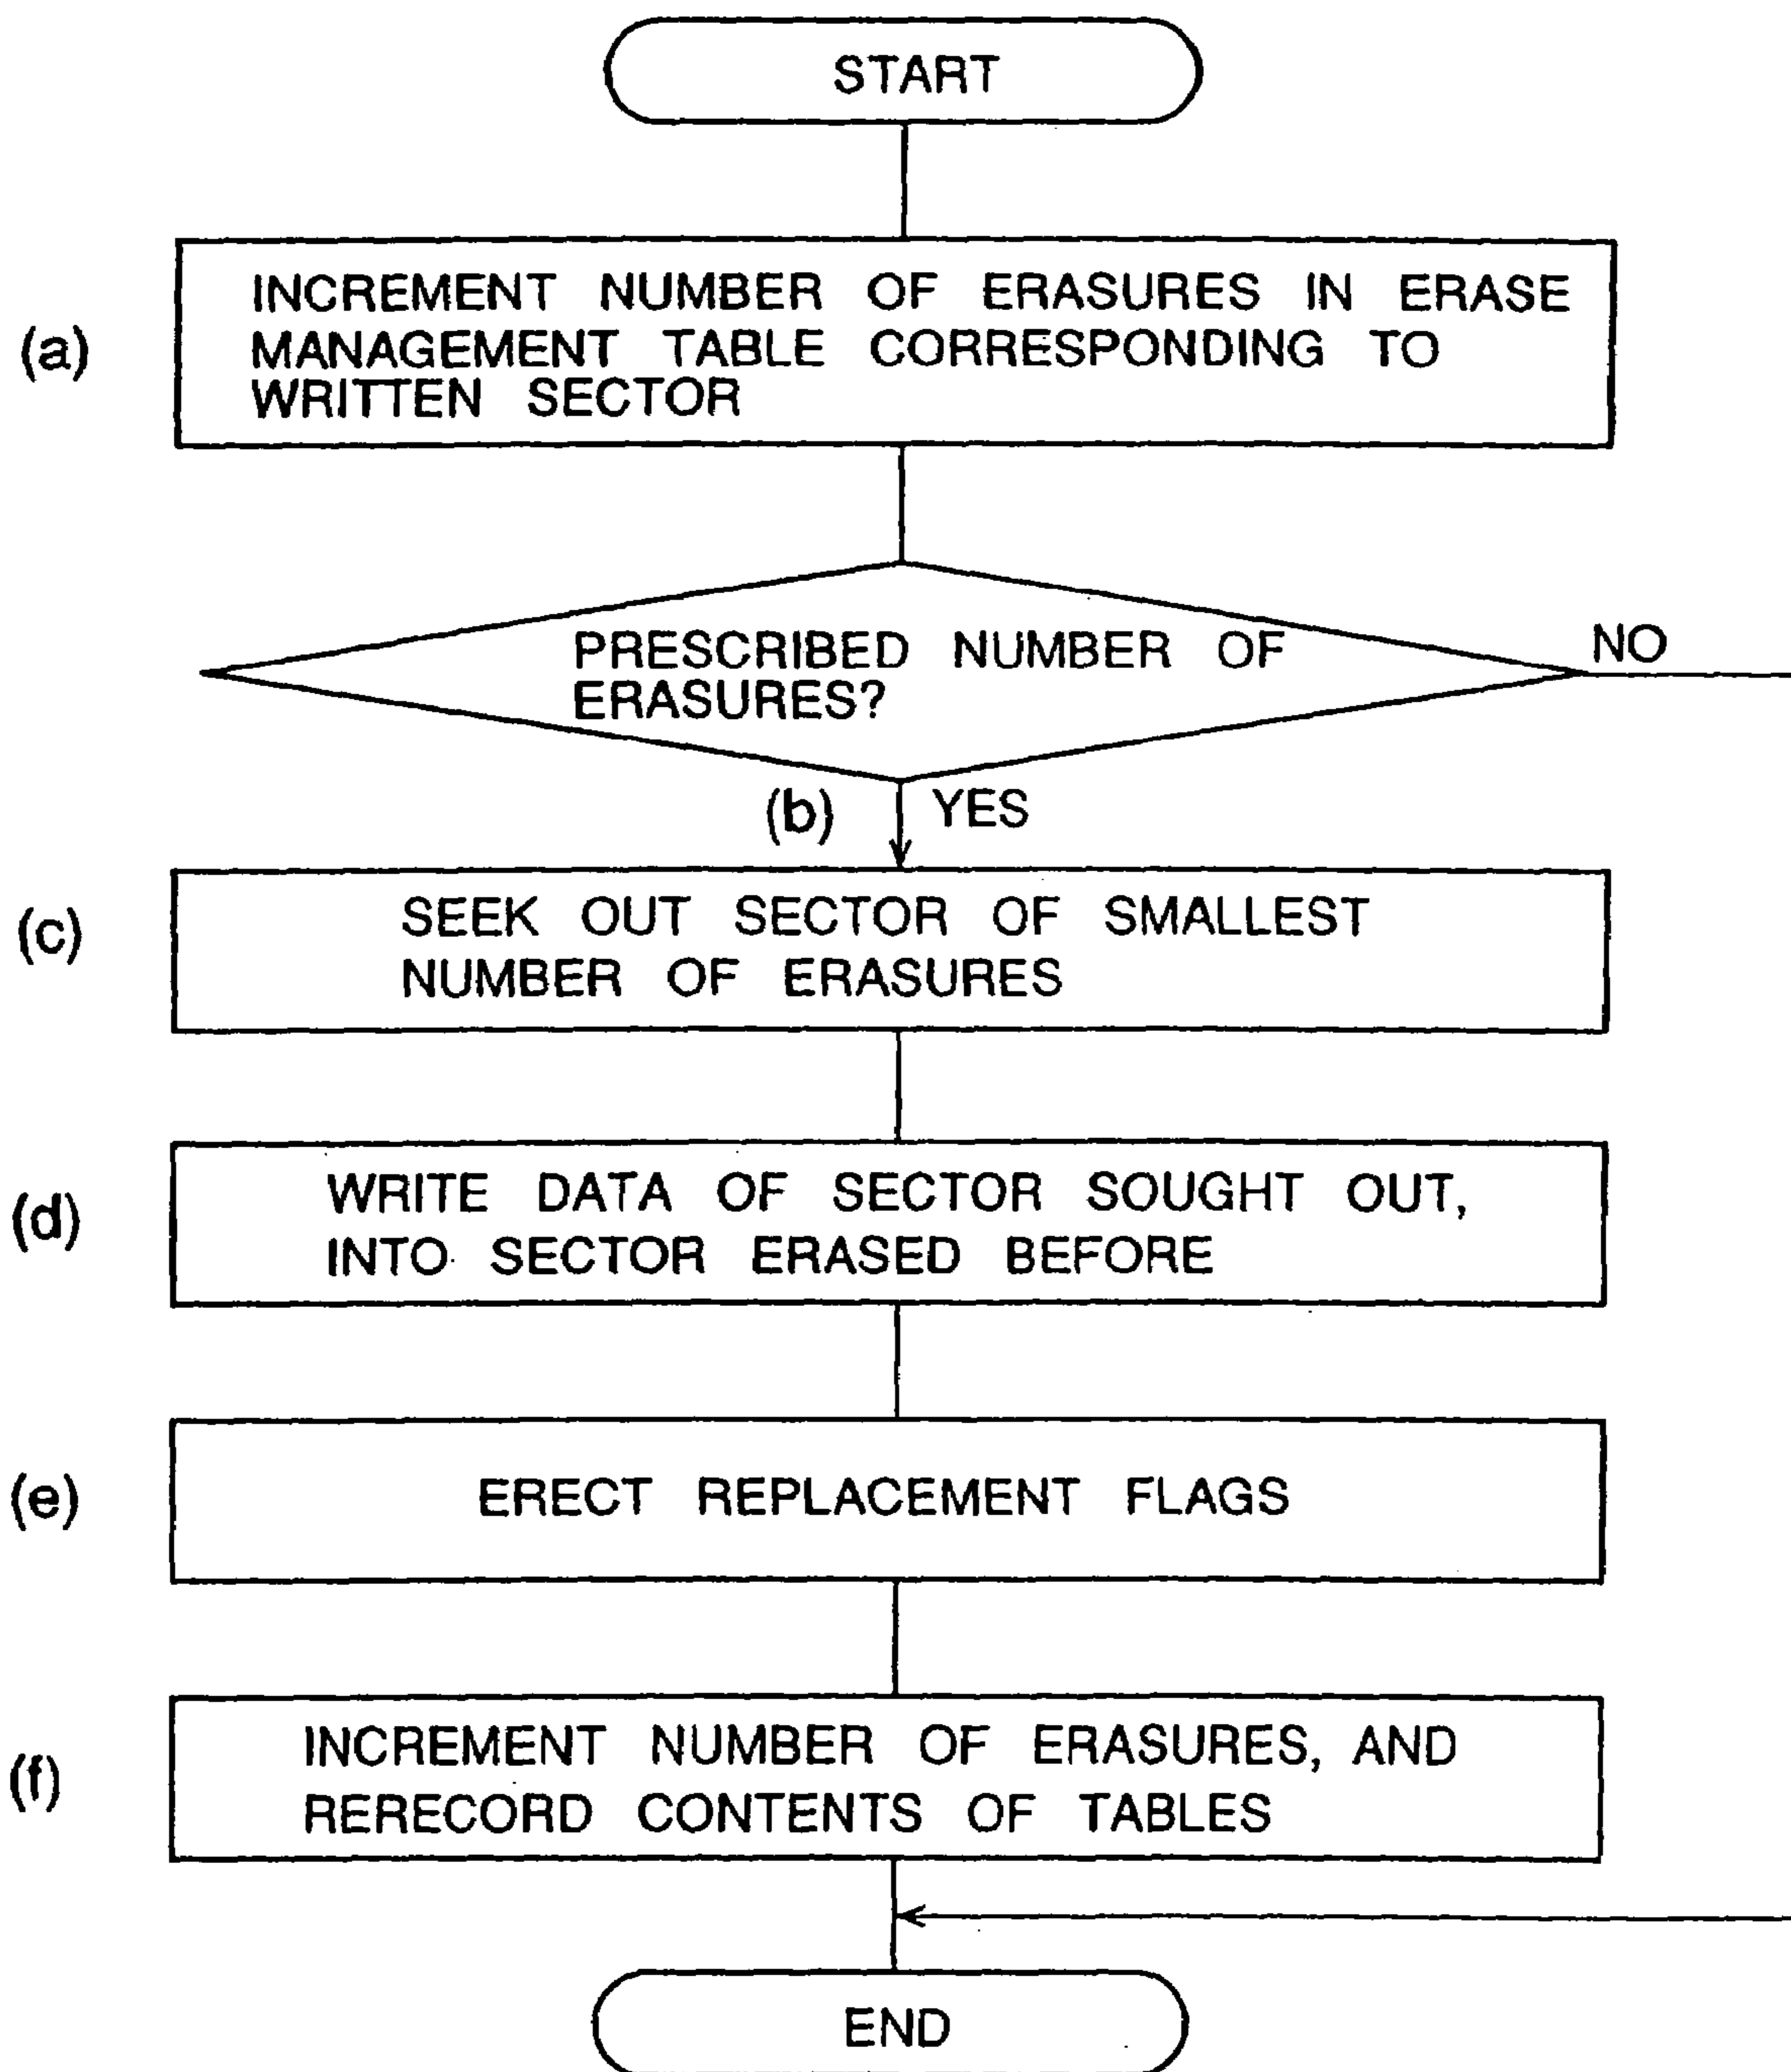 START
(a)
INCREMENT NUMBER OF ERASURES IN ERASE
MANAGEMENT TABLE CORRESPONDING TO
WRITTEN SECTOR
PRESCRIBED NUMBER OF
ERASURES?
NO
(b)
YES
(c)
SEEK OUT SECTOR OF SMALLEST
NUMBER OF ERASURES
(d)
WRITE DATA OF SECTOR SOUGHT OUT,
INTO SECTOR ERASED BEFORE
(e)
ERECT REPLACEMENT FLAGS
(f)
INCREMENT NUMBER OF ERASURES, AND
RERECORD CONTENTS OF TABLES
END